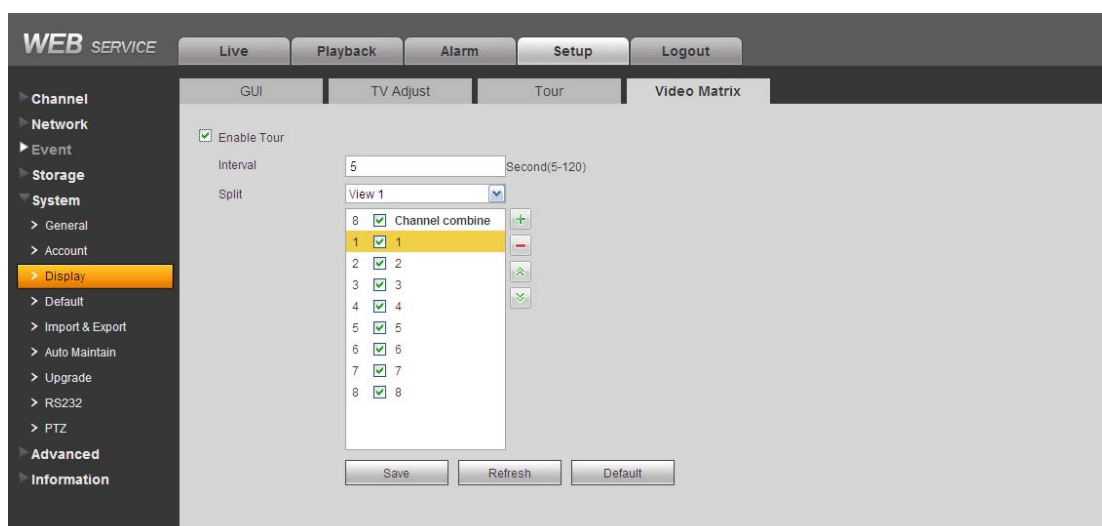 WEB SERVICE
Live Playback Alarm Setup Logout
GUI TV Adjust Tour Video Matrix
Channel
Network
Event
Storage
System
> General
> Account
> Display
> Default
> Import & Export
> Auto Maintain
> Upgrade
> RS232
> PTZ
Advanced
Information
Enable Tour
Interval 5 Second(5-120)
Split View 1
8 Channel combine
1 1
2 2
3 3
4 4
5 5
6 6
7 7
8 8
Save Refresh Default